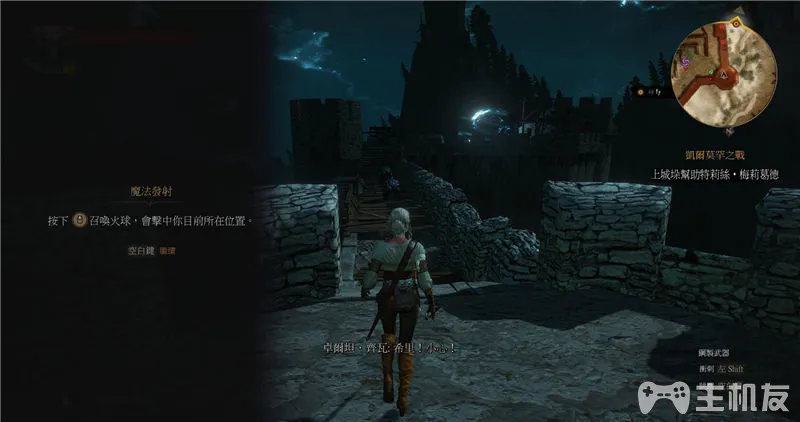 凱爾莫罕之戰
上城垛幫助特莉絲·梅莉葛德
魔法發射
按下 召喚火球，會擊中你目前所在位置。
空白鍵 繼續
卓爾坦·齊瓦: 希里！小心！
鋼製武器
衝刺 左 Shift
主机友